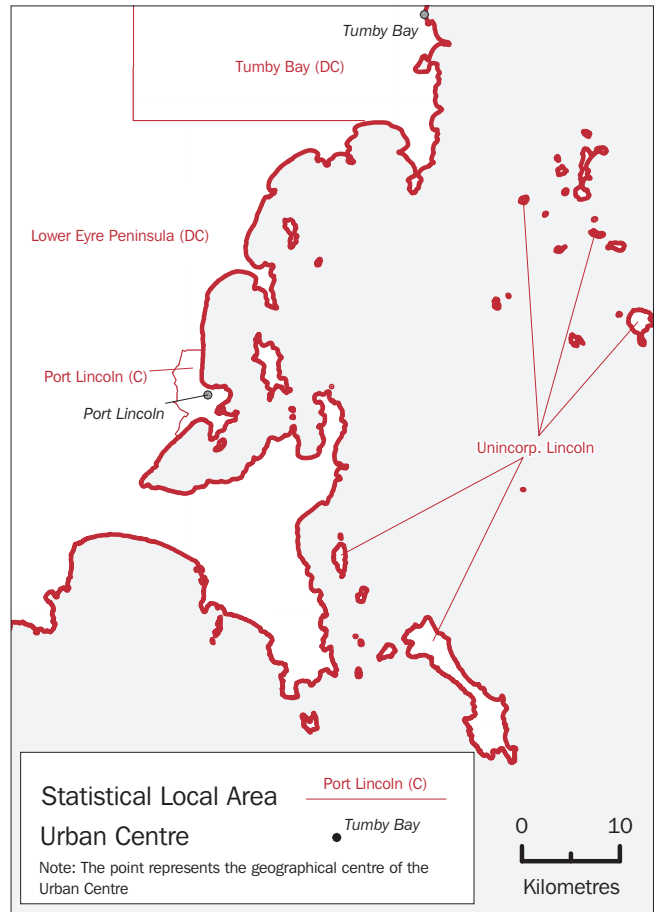 Tumby Bay
Tumby Bay (DC)
Lower Eyre Peninsula (DC)
Port Lincoln (C)
Port Lincoln
Unincorp. Lincoln
Statistical Local Area
Port Lincoln (C)
Urban Centre
Tumby Bay
Note: The point represents the geographical centre of the
Urban Centre
0 10
Kilometres